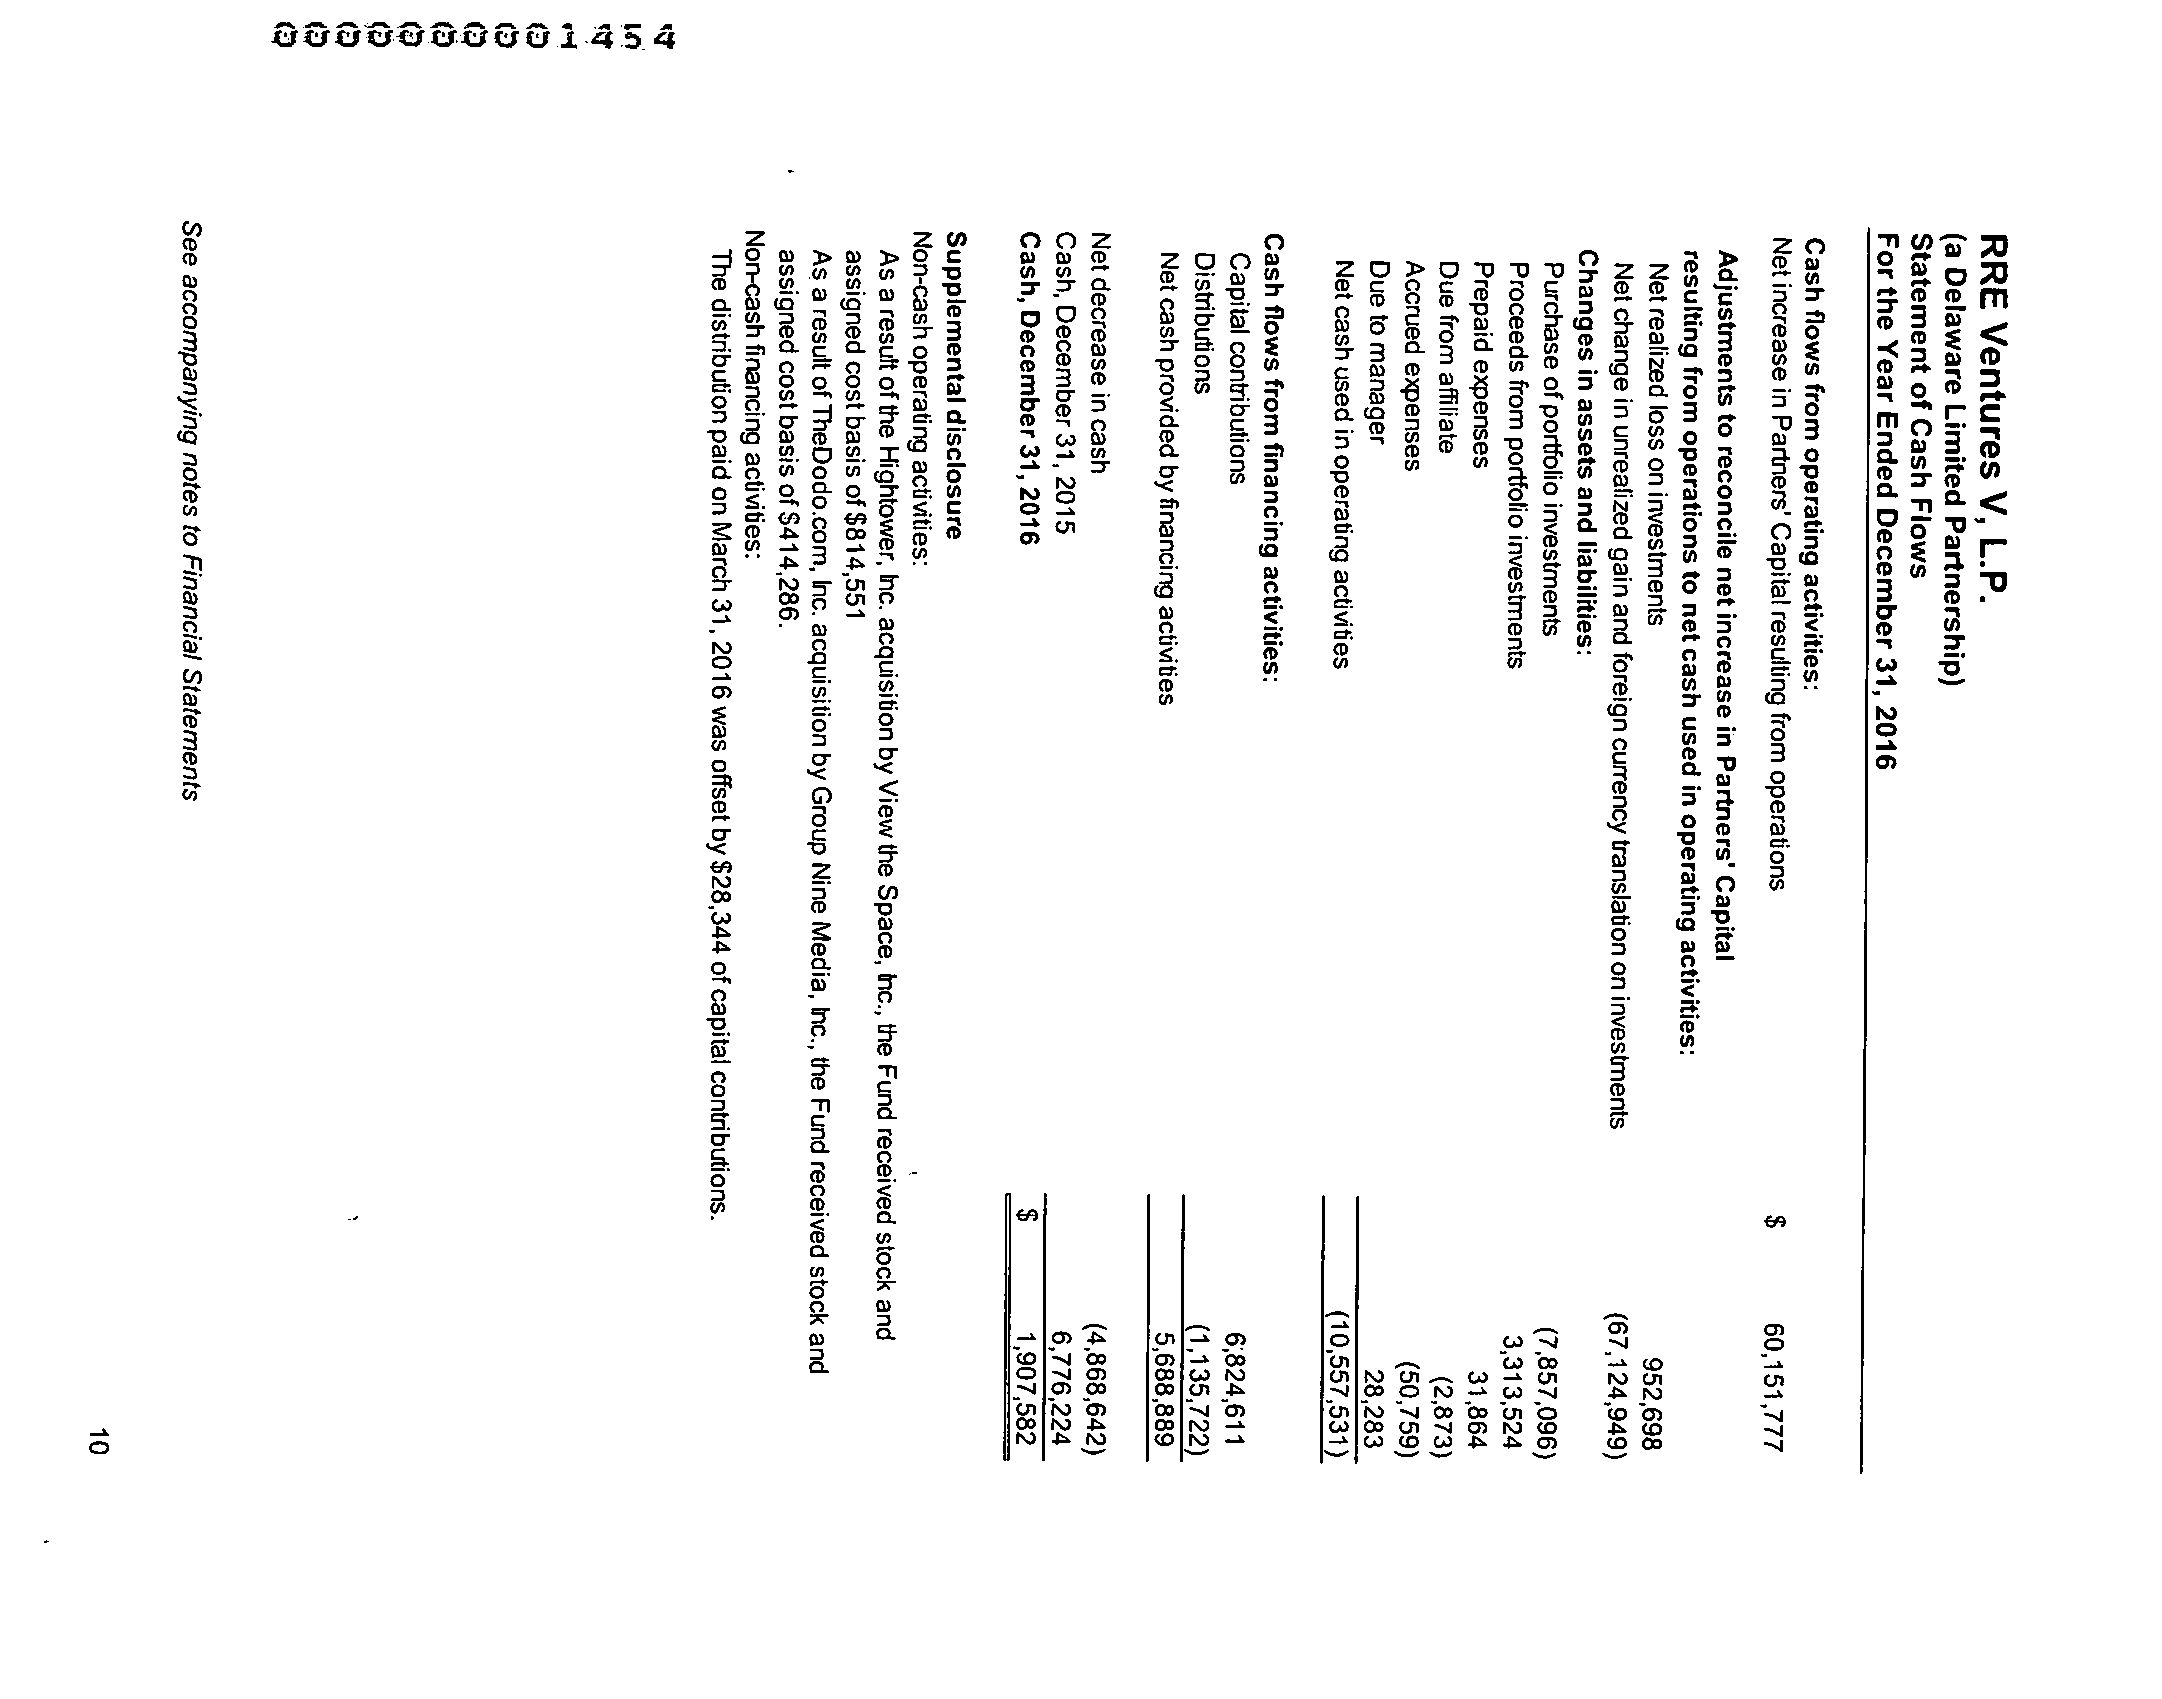 RRE Ventures V, L.P.
(a Delaware Limited Partnership)
Statement of Cash Flows
For the Year Ended December 31, 2016
Cash flows from operating activities:
Net increase in Partners' Capital resulting from operations $ 60,151,777
Adjustments to reconcile net increase in Partners' Capital
resulting from operations to net cash used in operating activities:
Net realized loss on investments 952,698
Net change in unrealized gain and foreign currency translation on investments (67,124,949)
Changes in assets and liabilities:
Purchase of portfolio investments (7,857,096)
Proceeds from portfolio investments 3,313,524
Prepaid expenses 31,864
Due from affiliate (2,873)
Accrued expenses (50,759)
Due to manager 28,283
Net cash used in operating activities (10,557,531)
Cash flows from financing activities:
Capital contributions 6,824,611
Distributions (1,135,722)
Net cash provided by financing activities 5,688,889
Net decrease in cash (4,868,642)
Cash, December 31, 2015 6,776,224
Cash, December 31, 2016 $ 1,907,582
Supplemental disclosure
Non-cash operating activities:
As a result of the Hightower, Inc. acquisition by View the Space, Inc., the Fund received stock and
assigned cost basis of $814,551
As a result of TheDodo.com, Inc. acquisition by Group Nine Media, Inc., the Fund received stock and
assigned cost basis of $414,286.
Non-cash financing activities:
The distribution paid on March 31, 2016 was offset by $28,344 of capital contributions.
See accompanying notes to Financial Statements
10
0000000001454